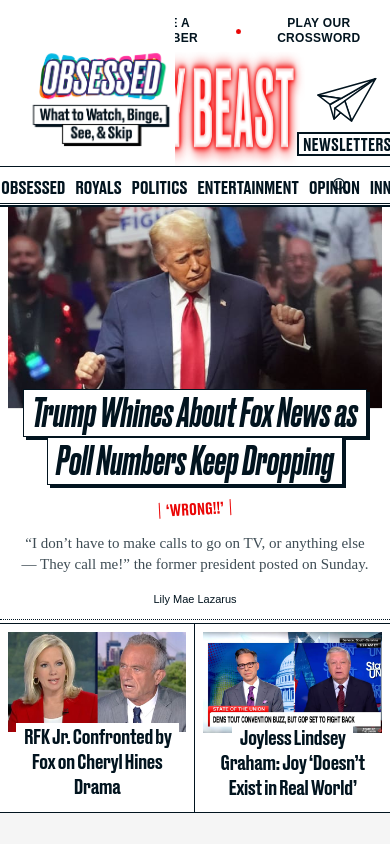 E A
BER
PLAY OUR
CROSSWORD
OBSESSED
What to Watch, Binge,
See, & Skip
Y BEAST
NEWSLETTERS
OBSESSED ROYALS POLITICS ENTERTAINMENT OPINION INN
FIGH
Trump Whines About Fox News as
Poll Numbers Keep Dropping
‘WRONG!!’
“I don’t have to make calls to go on TV, or anything else
— They call me!” the former president posted on Sunday.
Lily Mae Lazarus
STATE OF THE UNION
DEMS TOUT CONVENTION BUZZ, BUT GOP SET TO FIGHT BACK
RFK Jr. Confronted by
Fox on Cheryl Hines
Drama
Joyless Lindsey
Graham: Joy ‘Doesn’t
Exist in Real World’